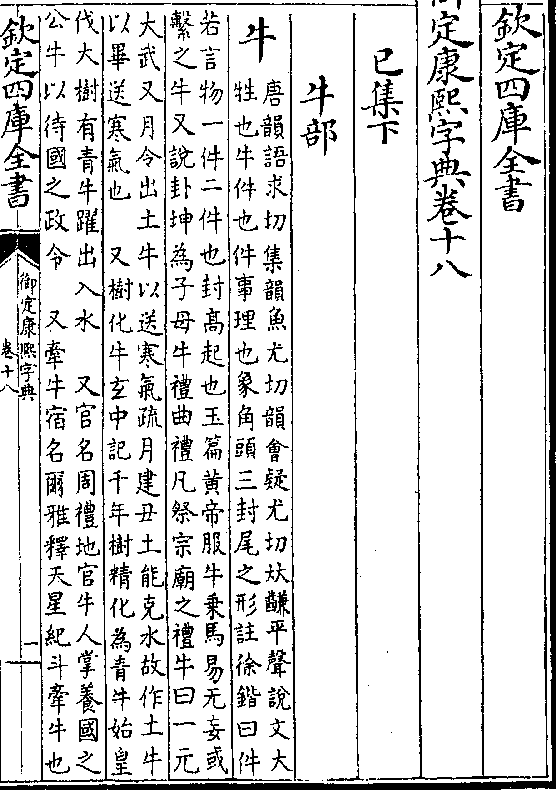 欽定四庫全書
御定康熙字典卷十八
巳集下
牛部
牛
唐韻語求切集韻魚尤切韻會疑尤切𡘋𪘨平聲說文大
牲也牛件也件事理也象角頭三封尾之形註徐鍇曰件
若言物一件二件也封髙起也玉篇黄帝服牛乗馬易无妄或
繫之牛又說卦坤為子母牛禮曲禮凡祭宗廟之禮牛曰一元
大武又月令出土牛以送寒氣疏月建丑土能克水故作土牛
以畢送寒氣也 又樹化牛玄中記千年樹精化為青牛始皇
伐大樹有青牛躍出入水 又官名周禮地官牛人掌養國之
公牛以待國之政令 又牽牛宿名爾雅釋天星紀斗牽牛也
欽定四庫全書
御定康熙字典
卷十八
一